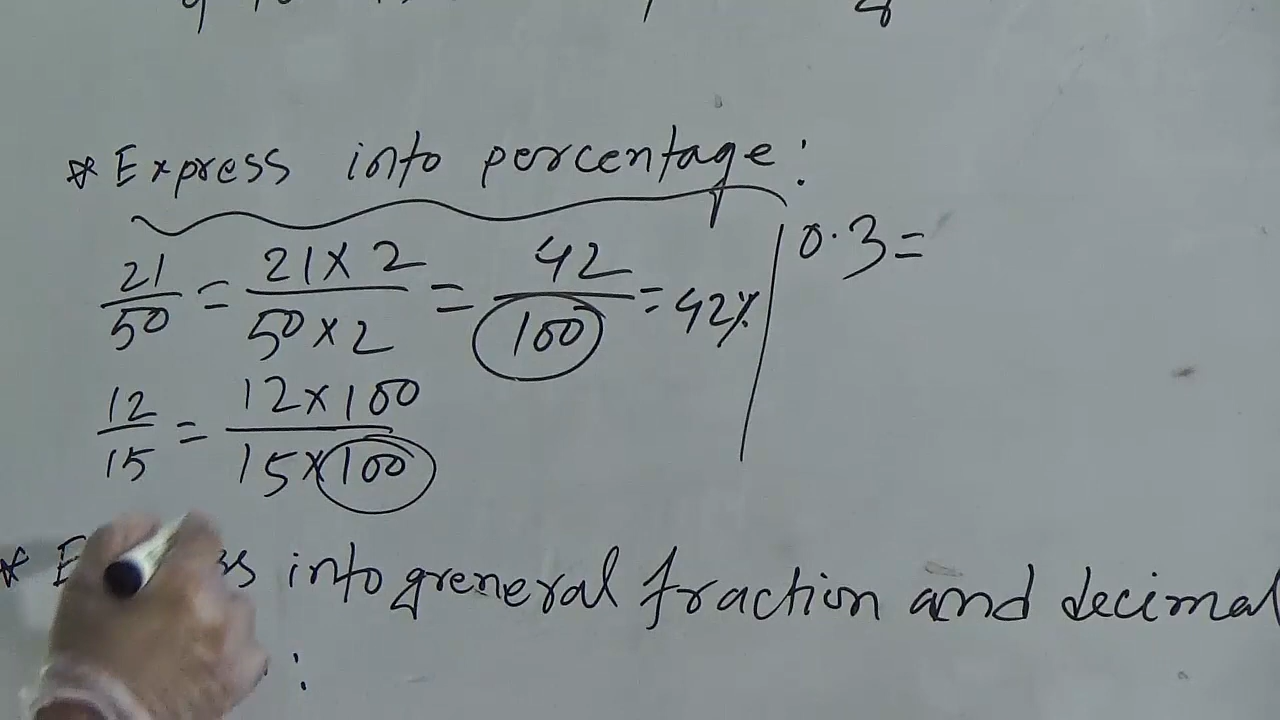 * Express into percentage:
21/50 = 21 x 2 / 50 x 2 = 42/100 = 42%
12/15 = 12 x 100 / 15 x 100
0.3 =
* into greneral fraction and decimal
: